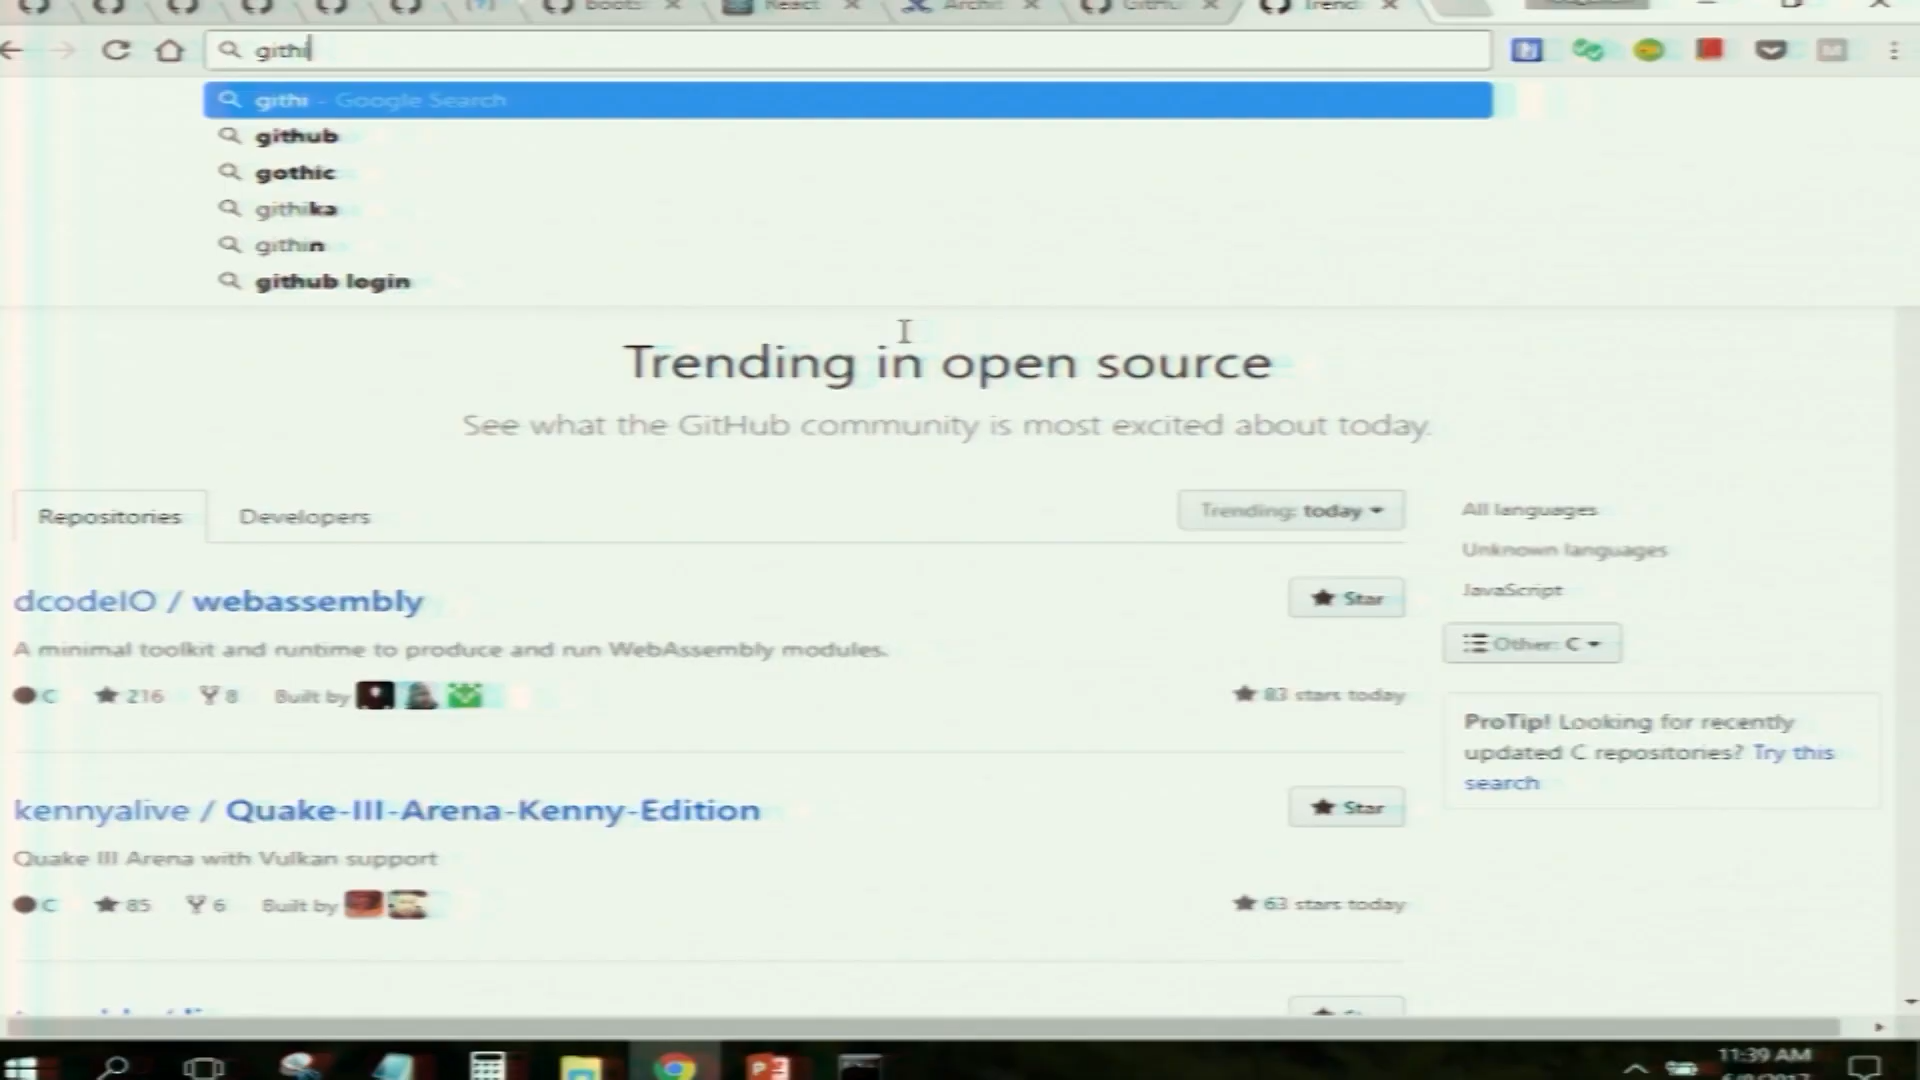 React
Archit
GitHu
Trend
githi
githi - Google Search
github
gothic
githika
githin
github login
Trending in open source
See what the GitHub community is most excited about today.
Repositories
Developers
Trending: today
All languages
Unknown languages
JavaScript
Other: C
dcodeIO / webassembly
Star
A minimal toolkit and runtime to produce and run WebAssembly modules.
C 216 8 Built by
83 stars today
ProTip! Looking for recently
updated C repositories? Try this
search
kennyalive / Quake-III-Arena-Kenny-Edition
Star
Quake III Arena with Vulkan support
C 85 6 Built by
63 stars today
11:39 AM